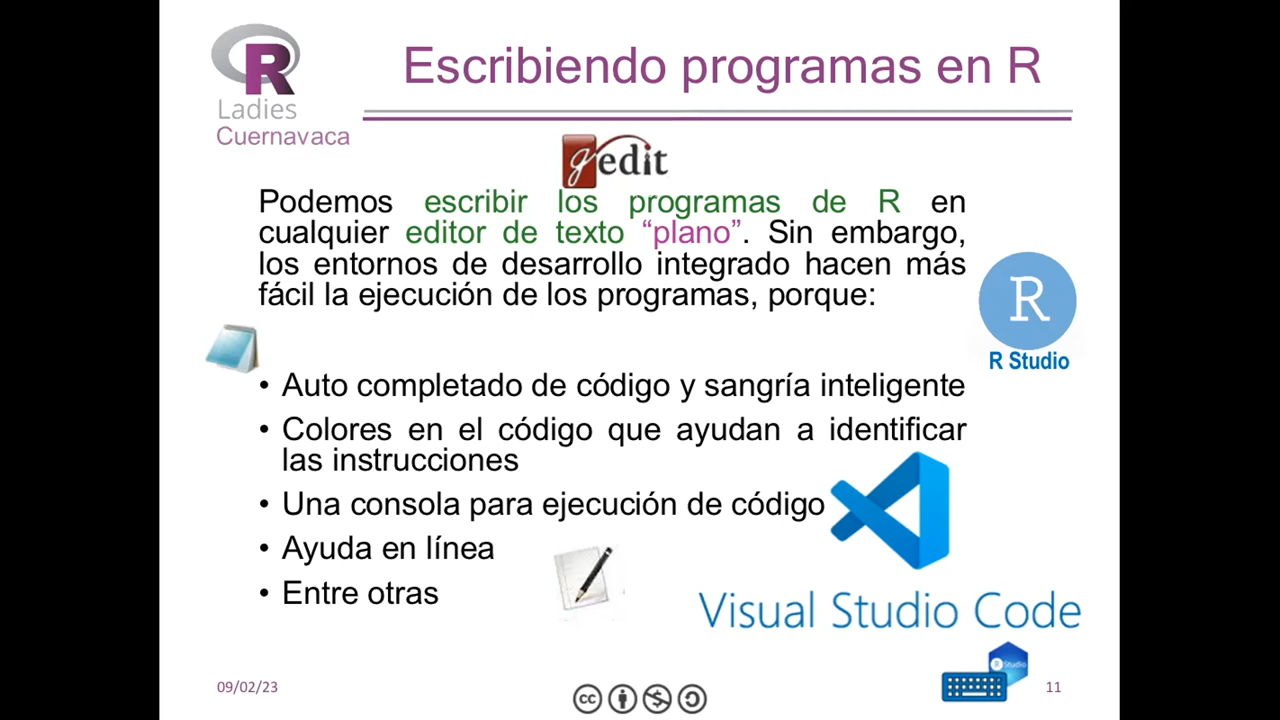 R
Ladies
Cuernavaca
Escribiendo programas en R
gedit
Podemos escribir los programas de R en
cualquier editor de texto “plano”. Sin embargo,
los entornos de desarrollo integrado hacen más
fácil la ejecución de los programas, porque:
R
R Studio
• Auto completado de código y sangría inteligente
• Colores en el código que ayudan a identificar
las instrucciones
• Una consola para ejecución de código
• Ayuda en línea
• Entre otras
Visual Studio Code
09/02/23
cc
R Studio
11